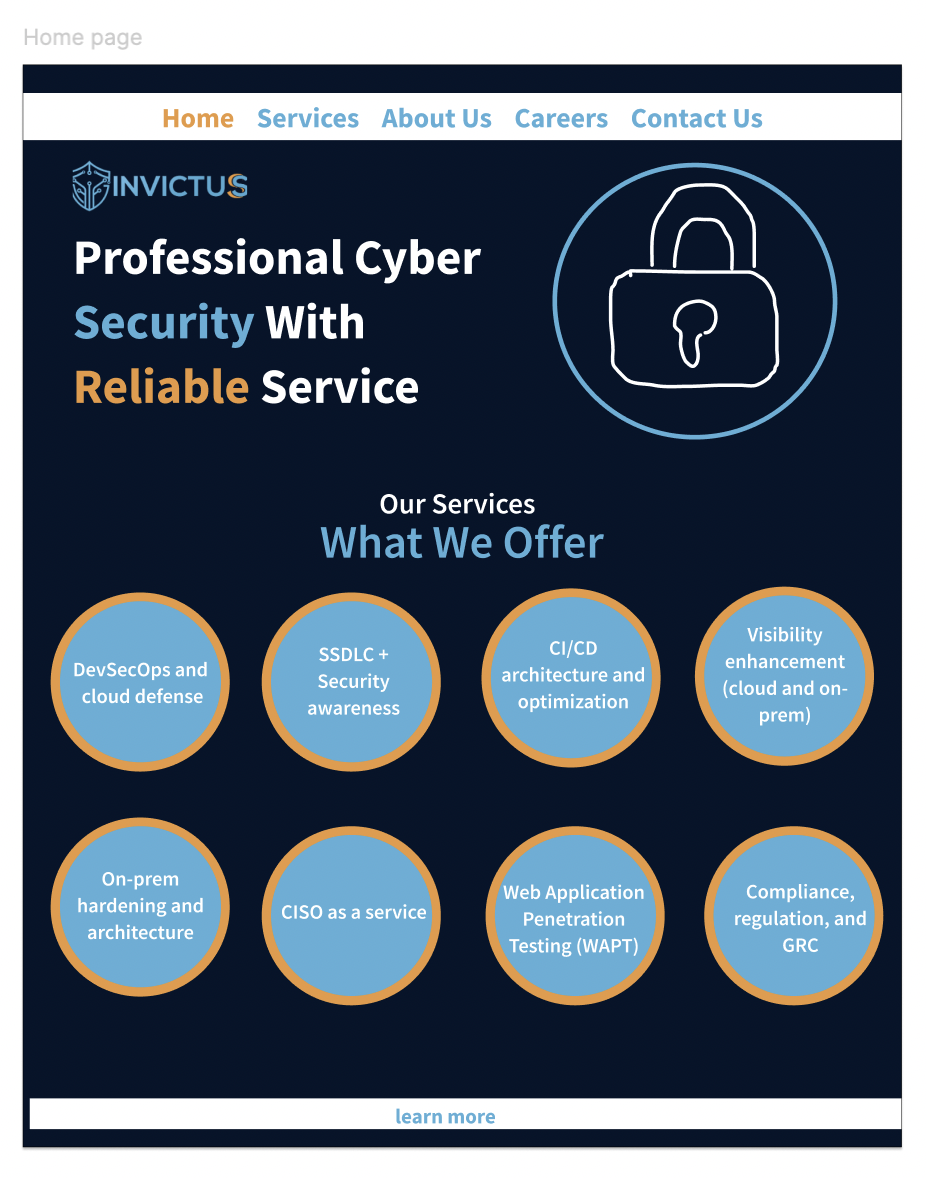 Home page
Home Services About Us Careers Contact Us
INVICTUS
Professional Cyber
Security With
Reliable Service
Our Services
What We Offer
DevSecOps and
cloud defense
SSDLC +
Security
awareness
CI/CD
architecture and
optimization
Visibility
enhancement
(cloud and on-
prem)
On-prem
hardening and
architecture
CISO as a service
Web Application
Penetration
Testing (WAPT)
Compliance,
regulation, and
GRC
learn more